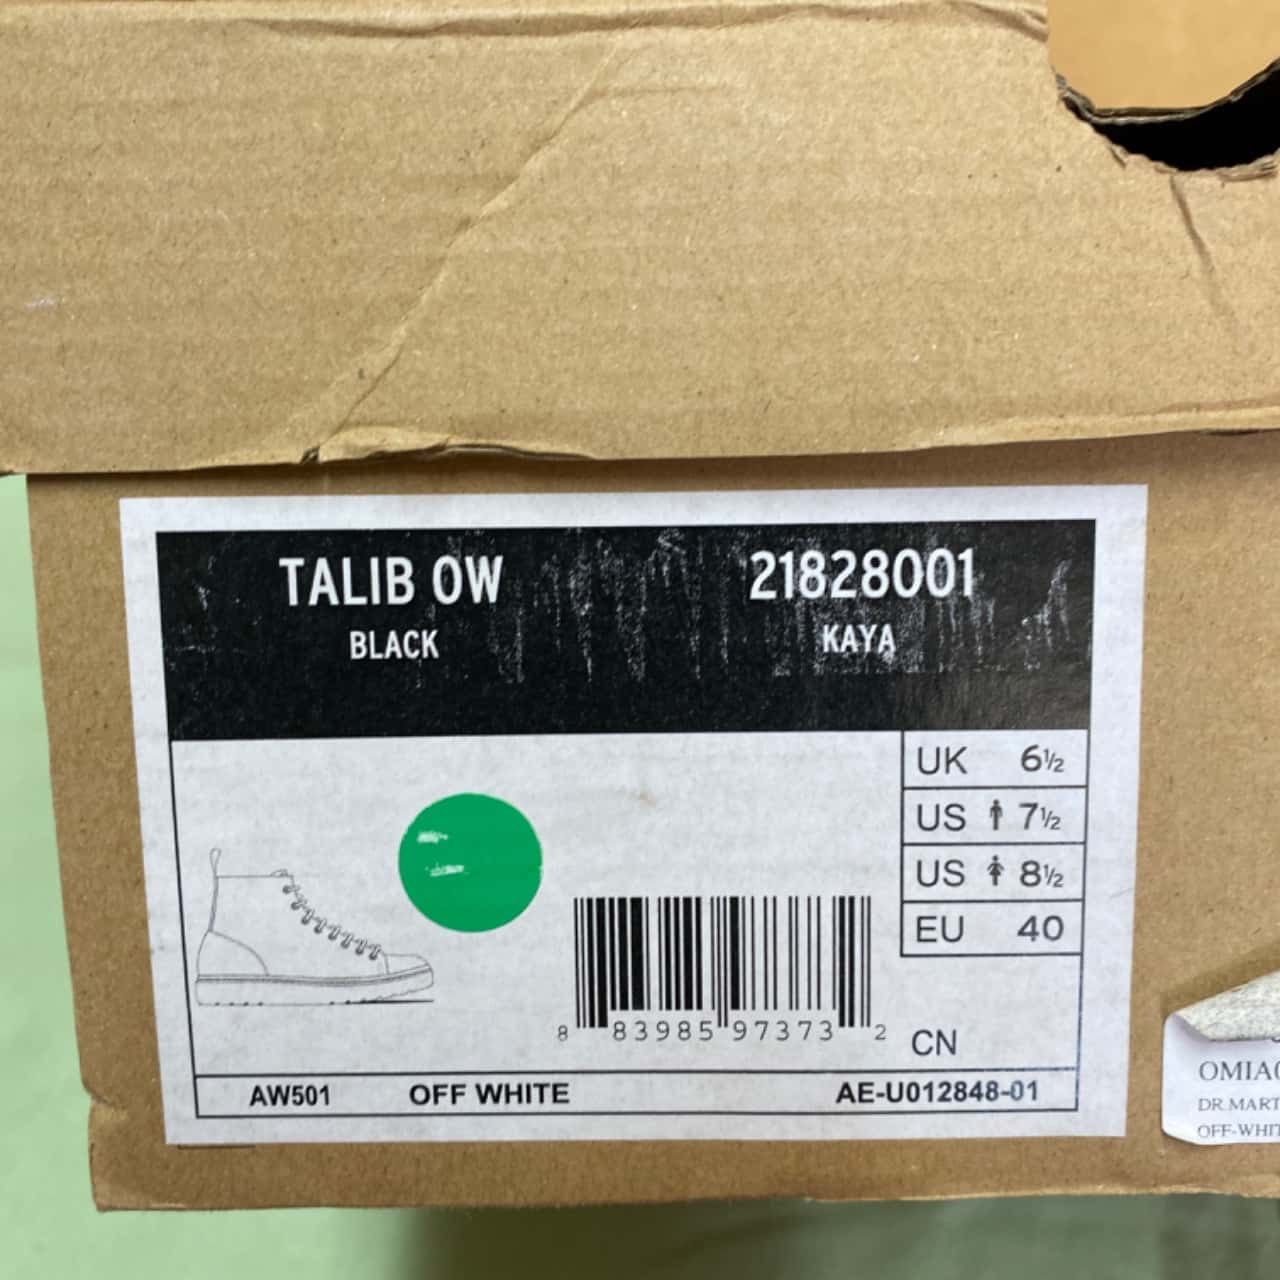 TALIB OW 21828001
BLACK KAYA
UK 6½
US 7½
US 8½
EU 40
8 83985 97373 2
CN
AW501 OFF WHITE AE-U012848-01
OMIA
DR.MART
OFF-WHIT